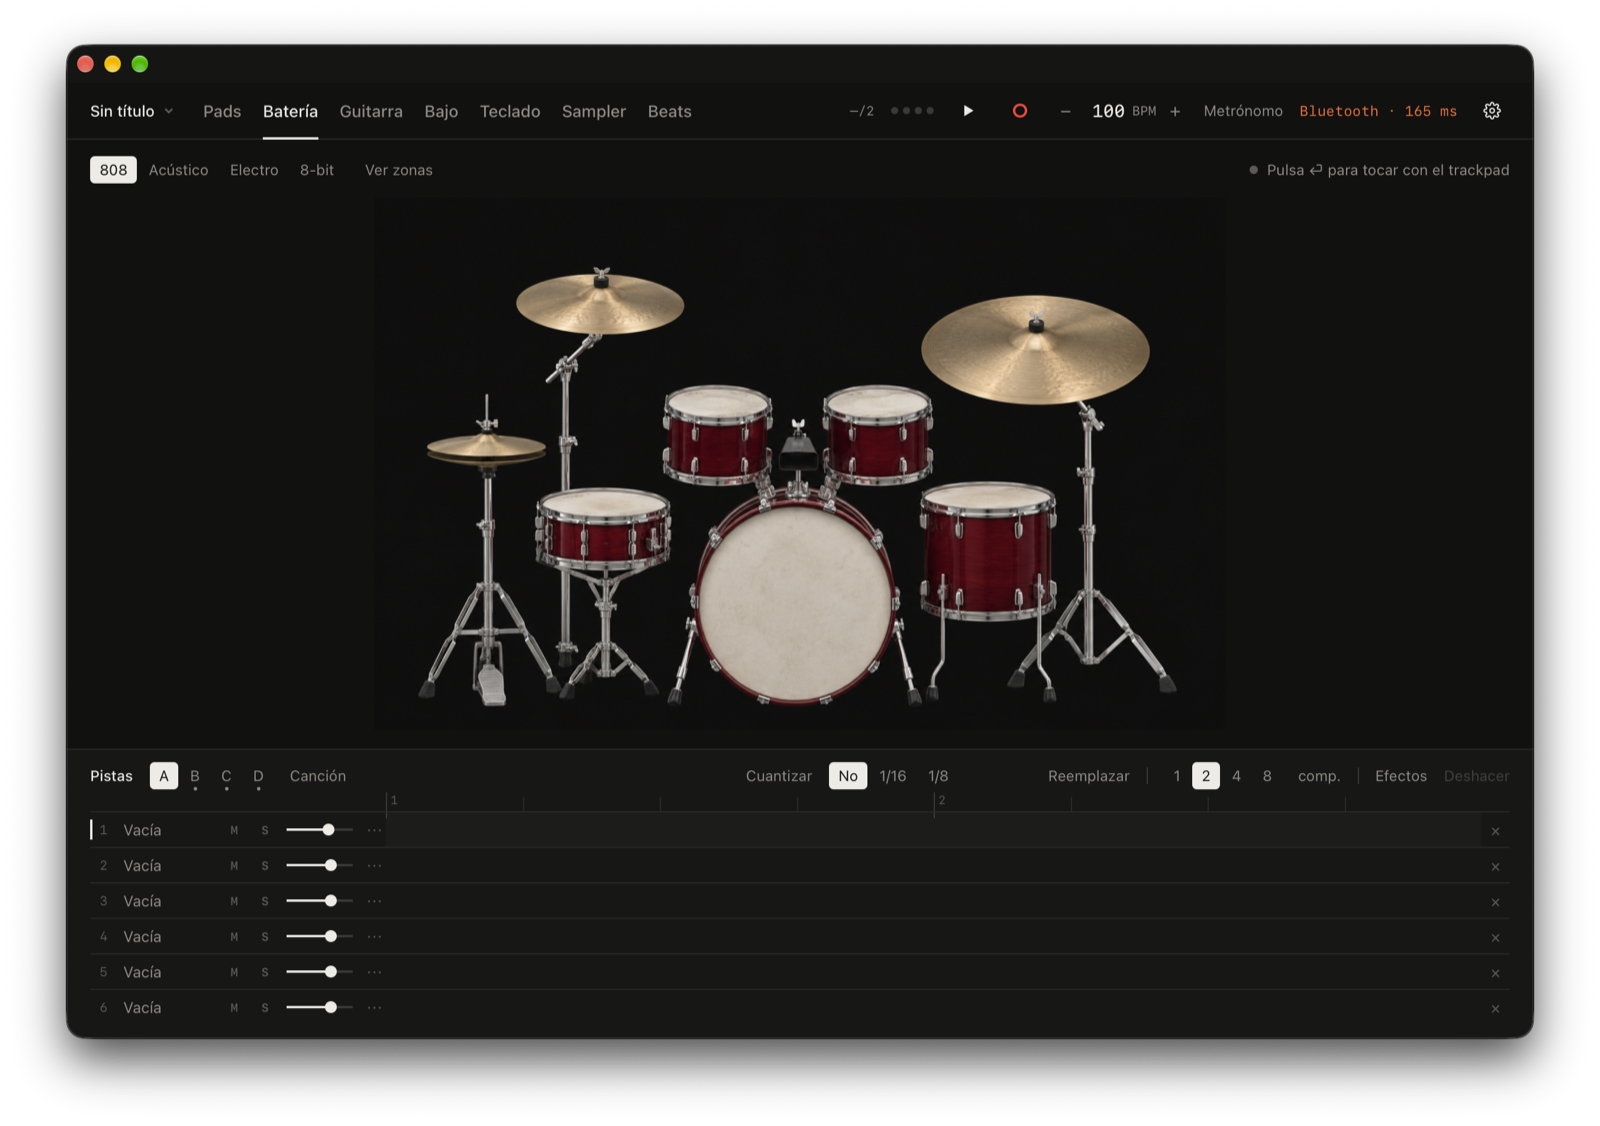 Sin título Pads Batería Guitarra Bajo Teclado Sampler Beats –/2 − 100 BPM + Metrónomo Bluetooth · 165 ms
808 Acústico Electro 8-bit Ver zonas Pulsa ⏎ para tocar con el trackpad
Pistas A B C D Canción Cuantizar No 1/16 1/8 Reemplazar 1 2 4 8 comp. Efectos Deshacer
1 2
1 Vacía M S ··· ×
2 Vacía M S ··· ×
3 Vacía M S ··· ×
4 Vacía M S ··· ×
5 Vacía M S ··· ×
6 Vacía M S ··· ×